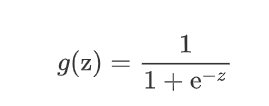 g(z) = 1 / (1 + e^{-z})